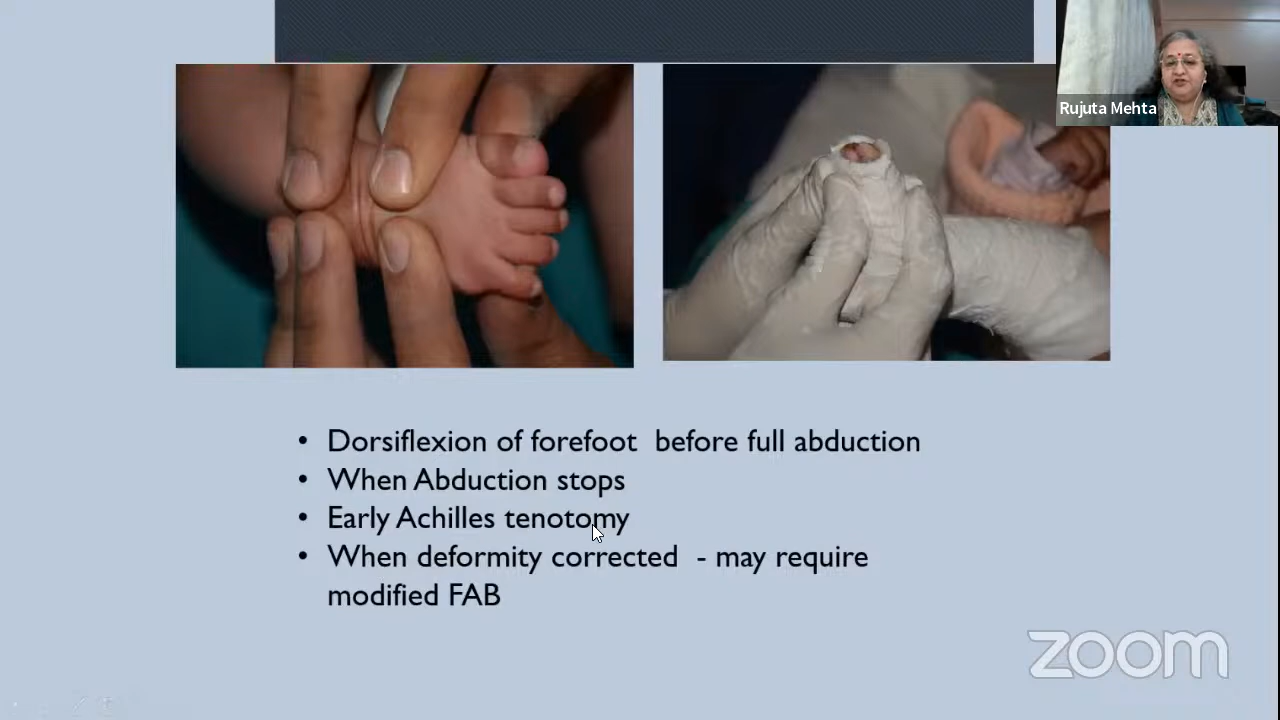 Rujuta Mehta
• Dorsiflexion of forefoot before full abduction
• When Abduction stops
• Early Achilles tenotomy
• When deformity corrected - may require
modified FAB
zoom